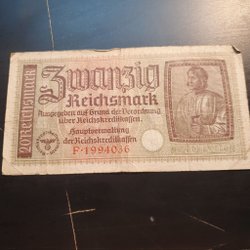 20 Reichsmark
Zwanzig
Reichsmark
Ausgegeben auf Grund der Verordnung
über Reichskreditkassen.
Hauptverwaltung
der Reichskreditkassen
F·1994036